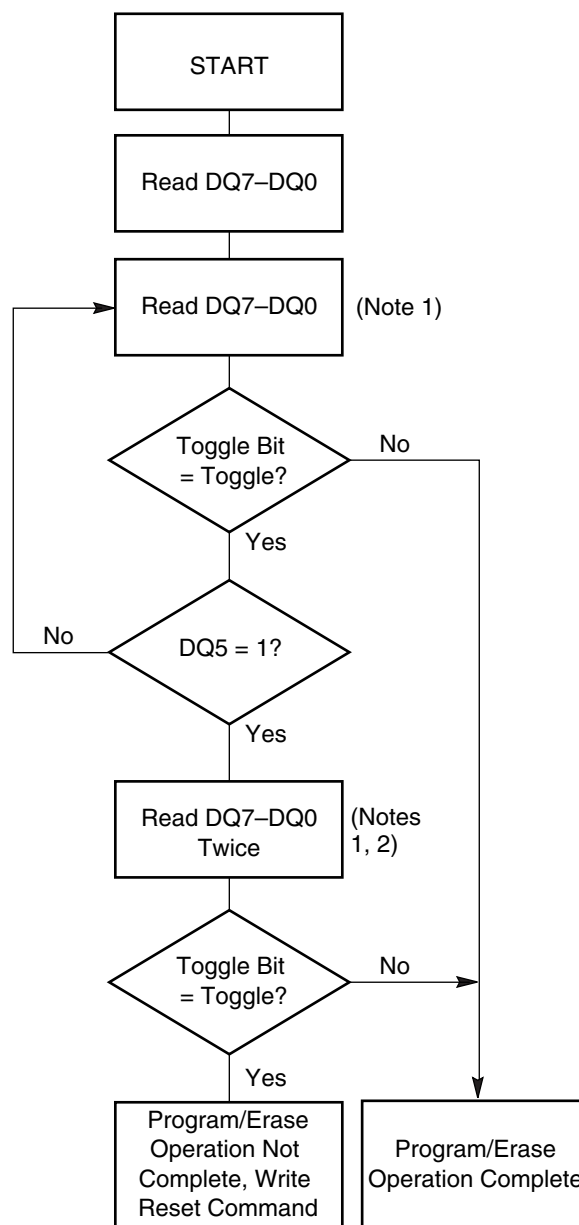 START
Read DQ7–DQ0
Read DQ7–DQ0
(Note 1)
Toggle Bit
= Toggle?
No
Yes
DQ5 = 1?
No
Yes
Read DQ7–DQ0
Twice
(Notes
1, 2)
Toggle Bit
= Toggle?
No
Yes
Program/Erase
Operation Not
Complete, Write
Reset Command
Program/Erase
Operation Complete